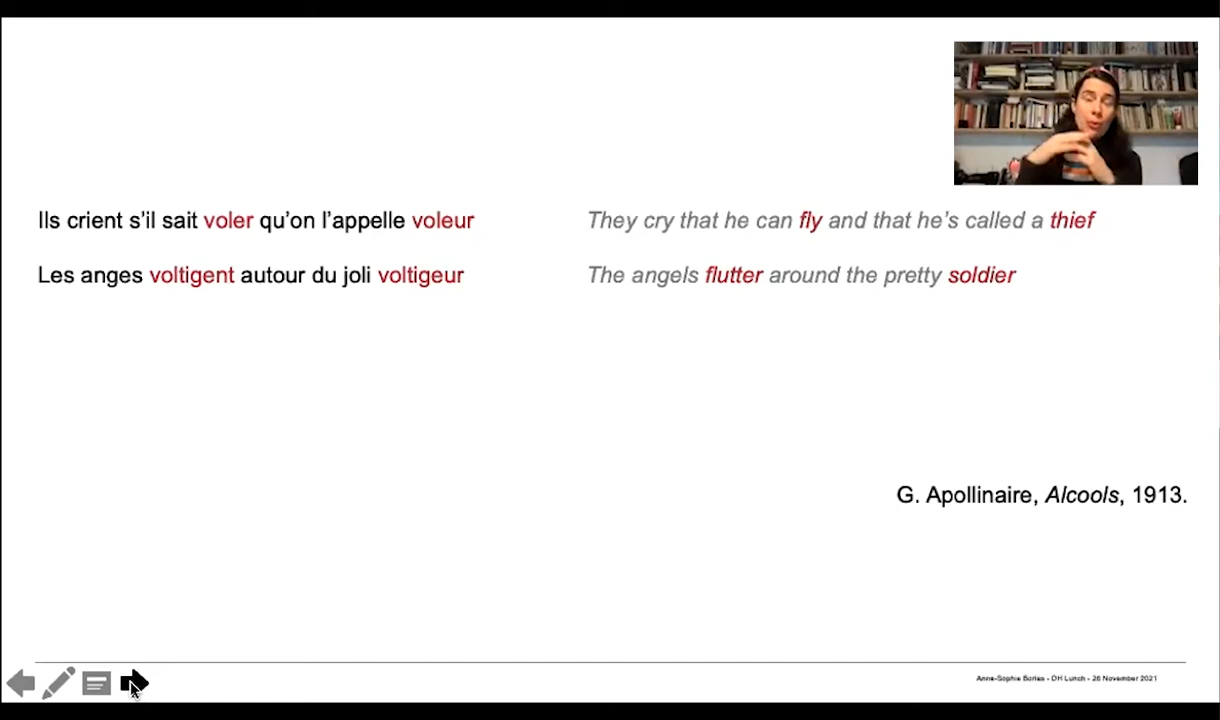 Ils crient s'il sait voler qu'on l'appelle voleur
They cry that he can fly and that he's called a thief
Les anges voltigent autour du joli voltigeur
The angels flutter around the pretty soldier
G. Apollinaire, Alcools, 1913.
Anne-Sophie Bories - DH Lunch - 26 November 2021